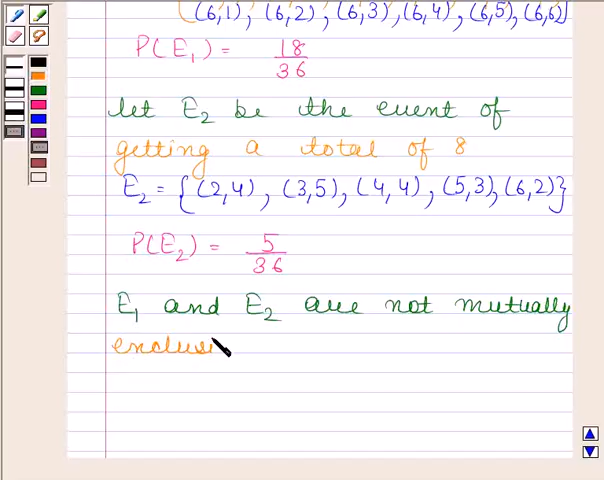 (6,1), (6,2), (6,3), (6,4), (6,5), (6,6)
P(E₁) = 18/36
let E₂ be the event of
getting a total of 8
E₂ = {(2,4), (3,5), (4,4), (5,3), (6,2)}
P(E₂) = 5/36
E₁ and E₂ are not mutually
exclusi